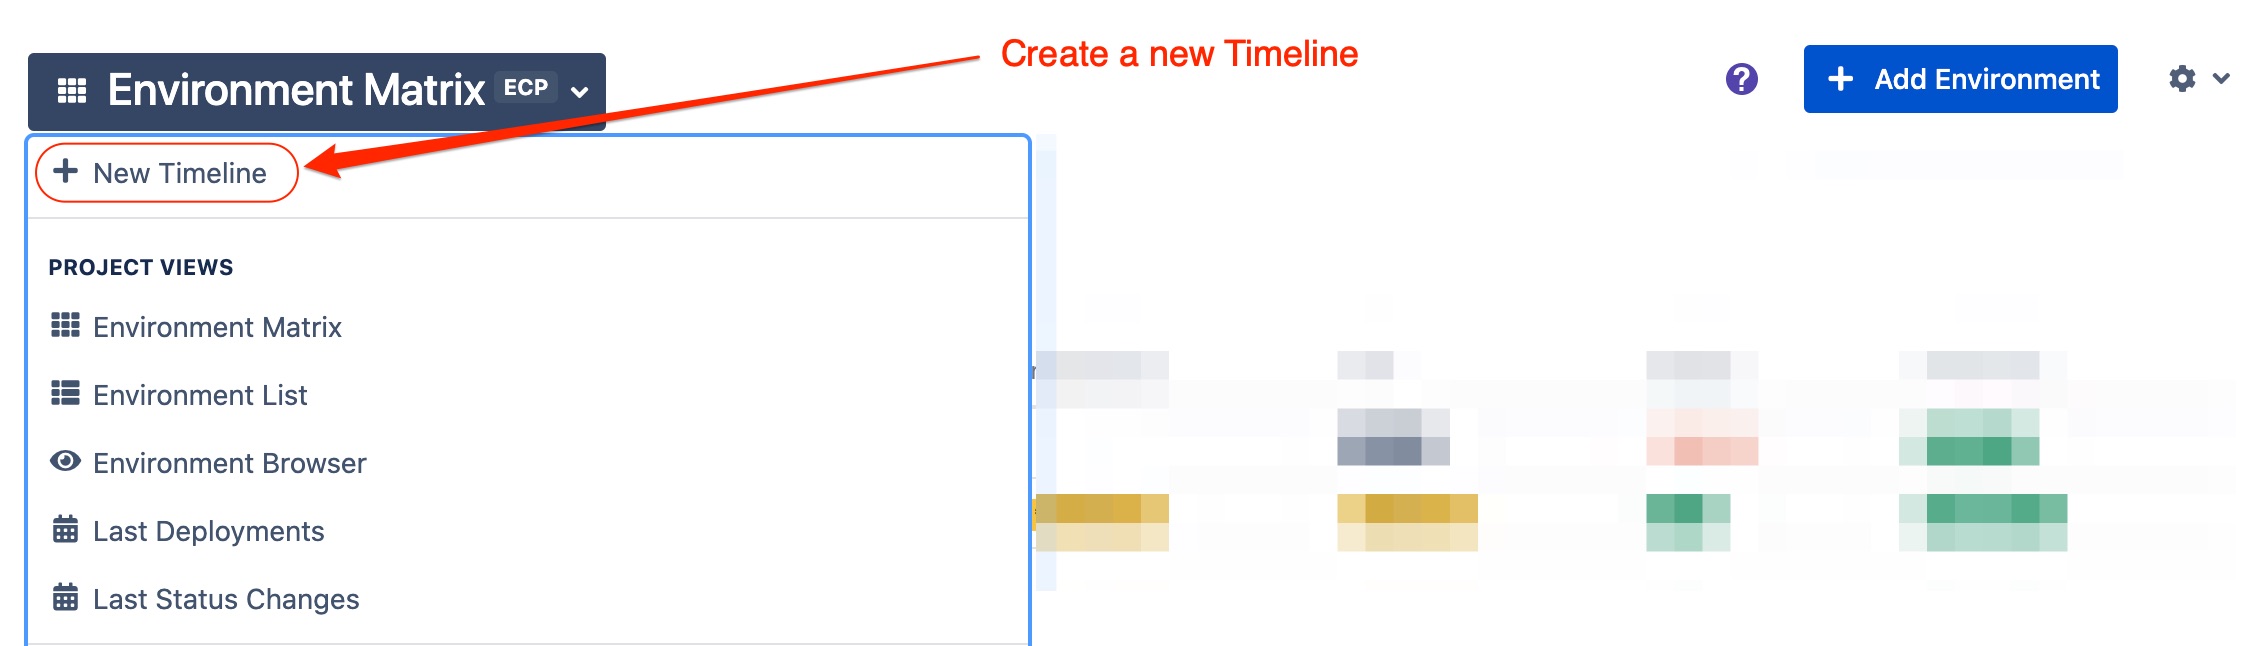 Create a new Timeline
Environment Matrix ECP
? + Add Environment
+ New Timeline
PROJECT VIEWS
Environment Matrix
Environment List
Environment Browser
Last Deployments
Last Status Changes